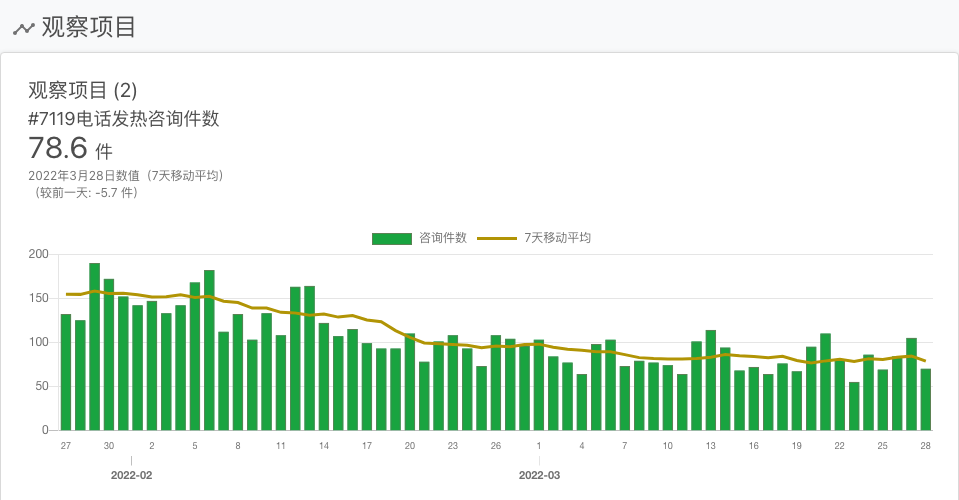 观察项目
观察项目 (2)
#7119电话发热咨询件数
78.6 件
2022年3月28日数值（7天移动平均）
（较前一天: -5.7 件）
咨询件数 7天移动平均
200
150
100
50
0
27 30 2 5 8 11 14 17 20 23 26 1 4 7 10 13 16 19 22 25 28
2022-02 2022-03